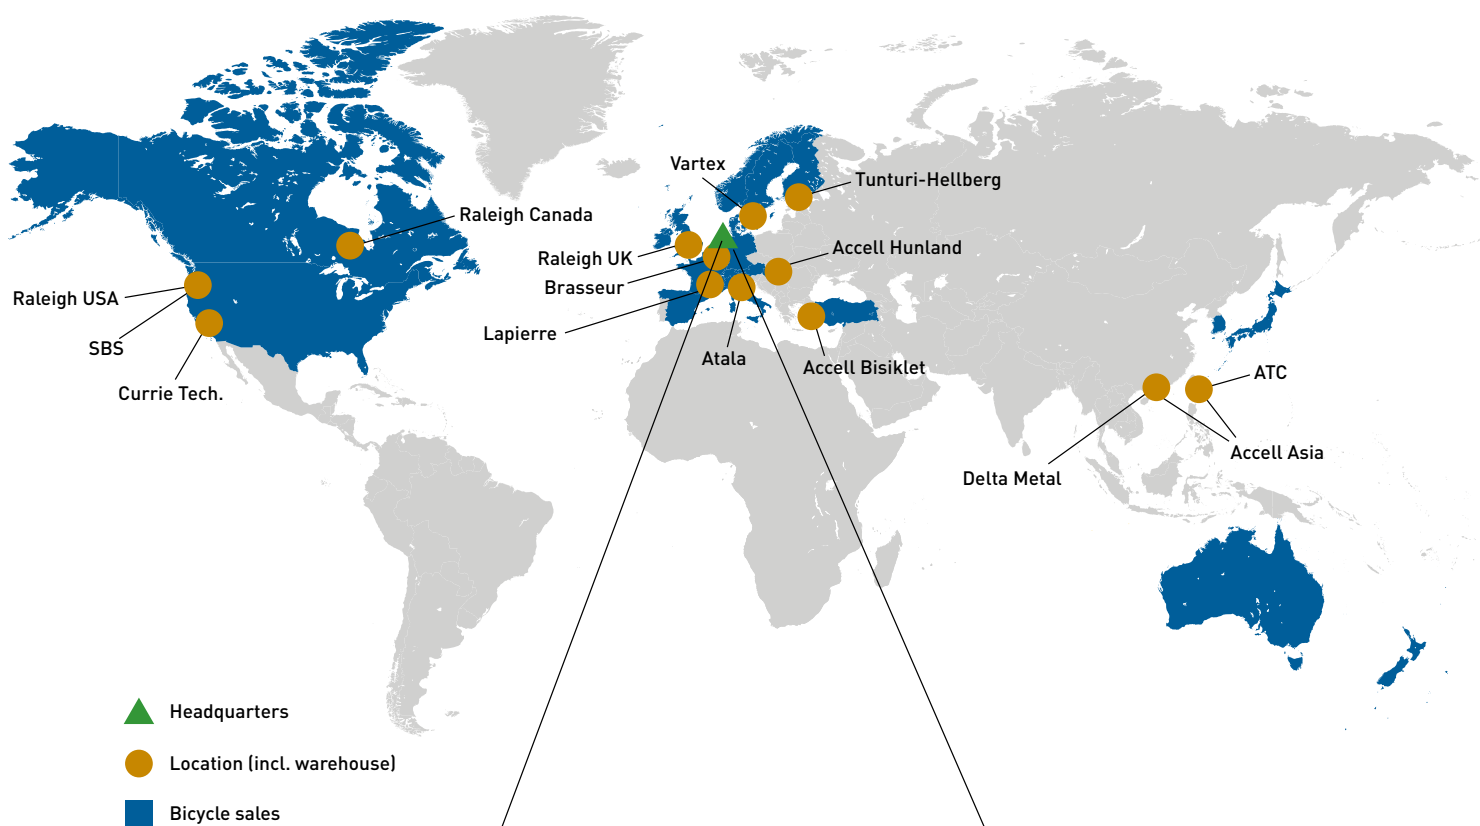 Vartex
Tunturi-Hellberg
Raleigh Canada
Accell Hunland
Raleigh UK
Brasseur
Raleigh USA
Lapierre
SBS
Atala
Accell Bisiklet
ATC
Currie Tech.
Accell Asia
Delta Metal
Headquarters
Location (incl. warehouse)
Bicycle sales